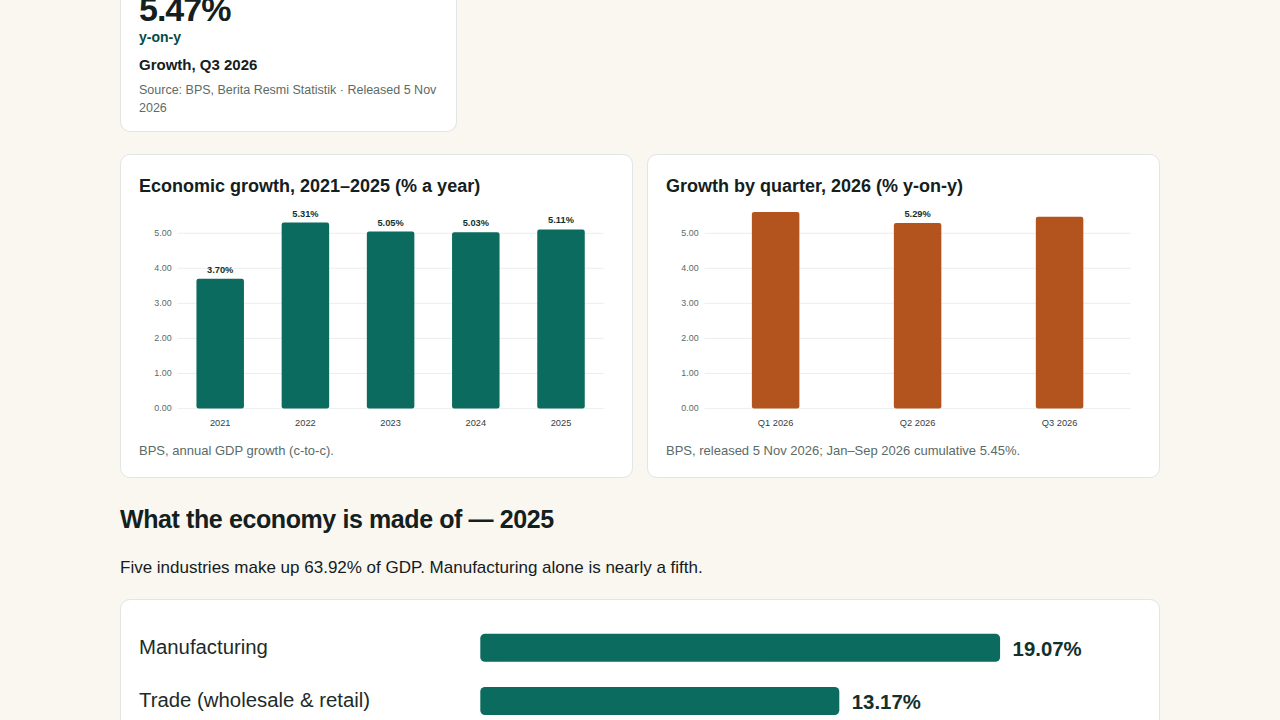 5.47%
y-on-y
Growth, Q3 2026
Source: BPS, Berita Resmi Statistik · Released 5 Nov
2026
Economic growth, 2021–2025 (% a year)
5.31%
5.05%
5.03%
5.11%
3.70%
5.00
4.00
3.00
2.00
1.00
0.00
2021
2022
2023
2024
2025
BPS, annual GDP growth (c-to-c).
Growth by quarter, 2026 (% y-on-y)
5.29%
5.00
4.00
3.00
2.00
1.00
0.00
Q1 2026
Q2 2026
Q3 2026
BPS, released 5 Nov 2026; Jan–Sep 2026 cumulative 5.45%.
What the economy is made of — 2025
Five industries make up 63.92% of GDP. Manufacturing alone is nearly a fifth.
Manufacturing
19.07%
Trade (wholesale & retail)
13.17%